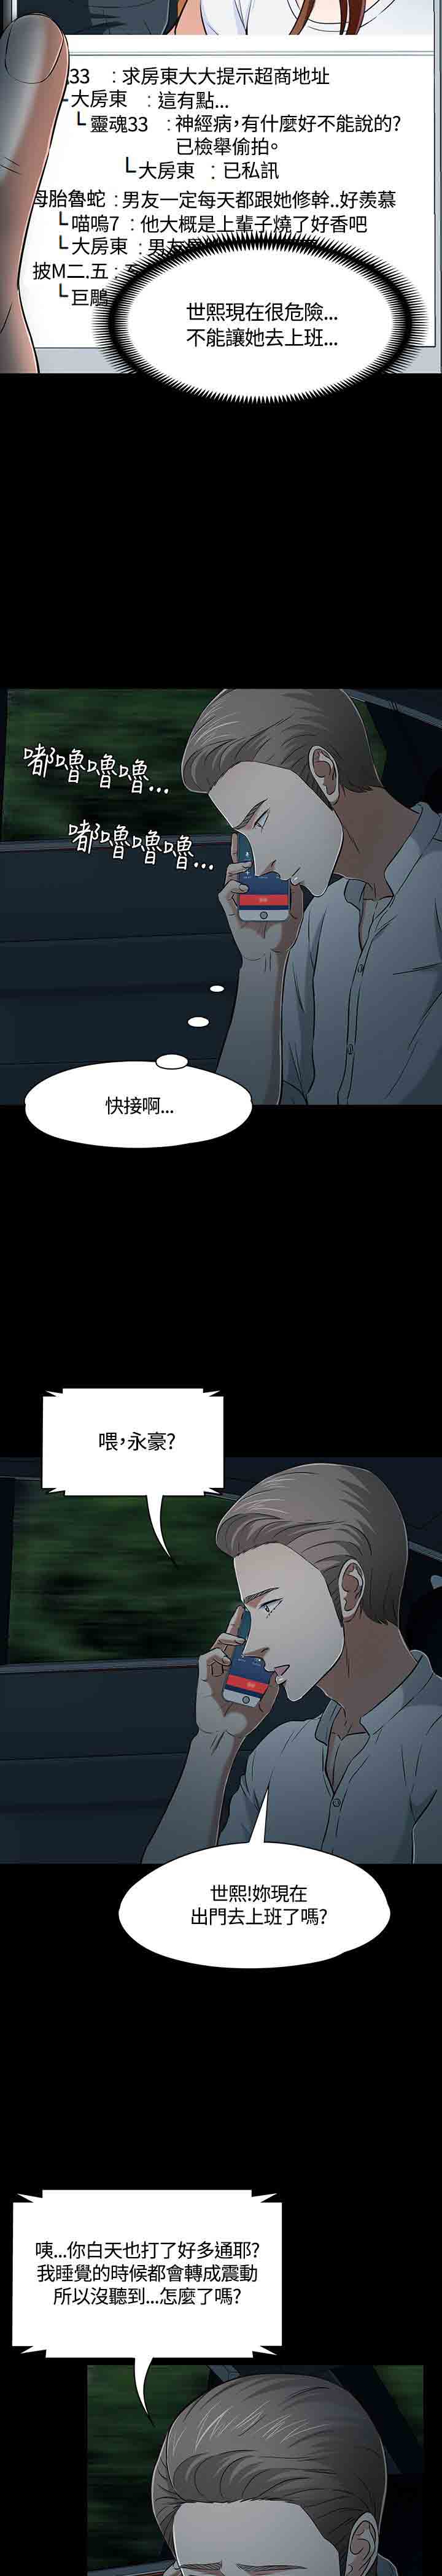 33 : 求房東大大提示超商地址
└大房東 : 這有點...
└靈魂33 : 神經病,有什麼好不能說的?
已檢舉偷拍。
└大房東 : 已私訊
母胎魯蛇 : 男友一定每天都跟她修幹..好羨慕
└喵嗚7 : 他大概是上輩子燒了好香吧
└大房東 : 男友
披M二.五 :
└巨鵰
世熙現在很危險...
不能讓她去上班...
嘟嚕嚕嚕...
嘟嚕嚕嚕...
快接啊...
喂,永豪?
世熙!妳現在
出門去上班了嗎?
咦...你白天也打了好多通耶?
我睡覺的時候都會轉成震動
所以沒聽到...怎麼了嗎?